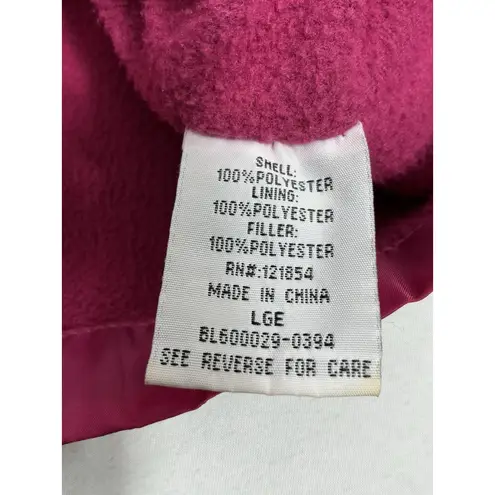 SHELL:
100%POLYESTER
LINING:
100%POLYESTER
FILLER:
100%POLYESTER
RN#:121854
MADE IN CHINA
LGE
BL600029-0394
SEE REVERSE FOR CARE